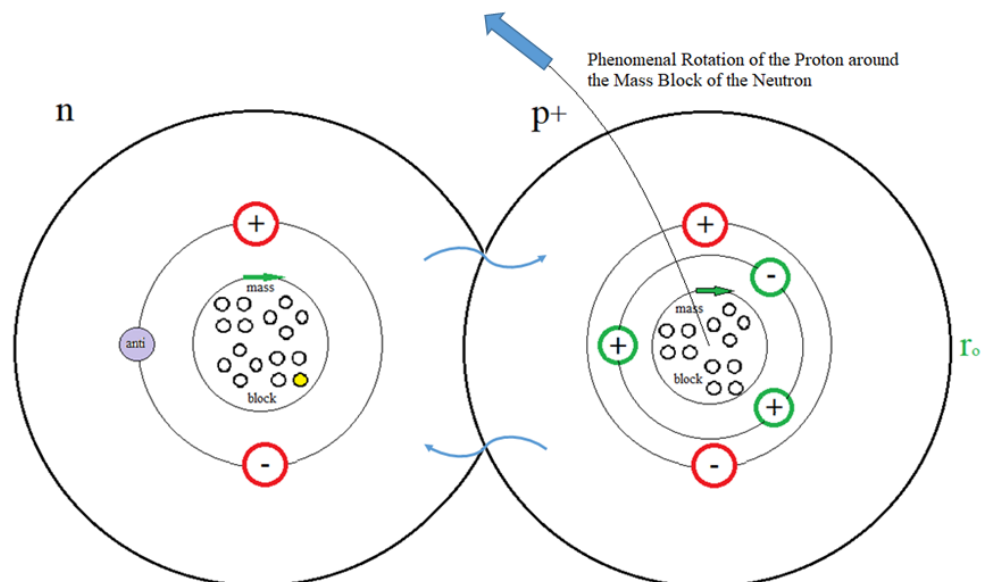 Phenomenal Rotation of the Proton around
the Mass Block of the Neutron
n
p+
+
+
-
mass
mass
anti
+
r₀
block
block
+
-
-